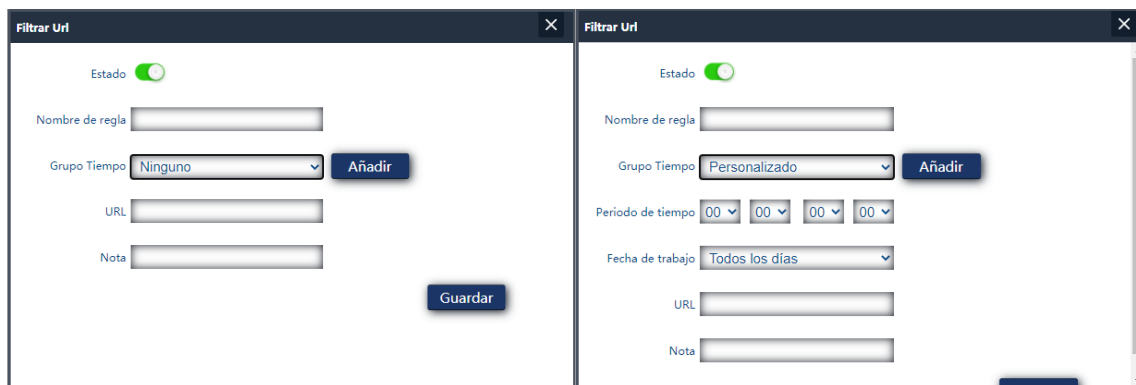 Filtrar Url
Estado
Nombre de regla
Grupo Tiempo Ninguno Añadir
URL
Nota
Guardar
Filtrar Url
Estado
Nombre de regla
Grupo Tiempo Personalizado Añadir
Periodo de tiempo 00 00 00 00
Fecha de trabajo Todos los días
URL
Nota